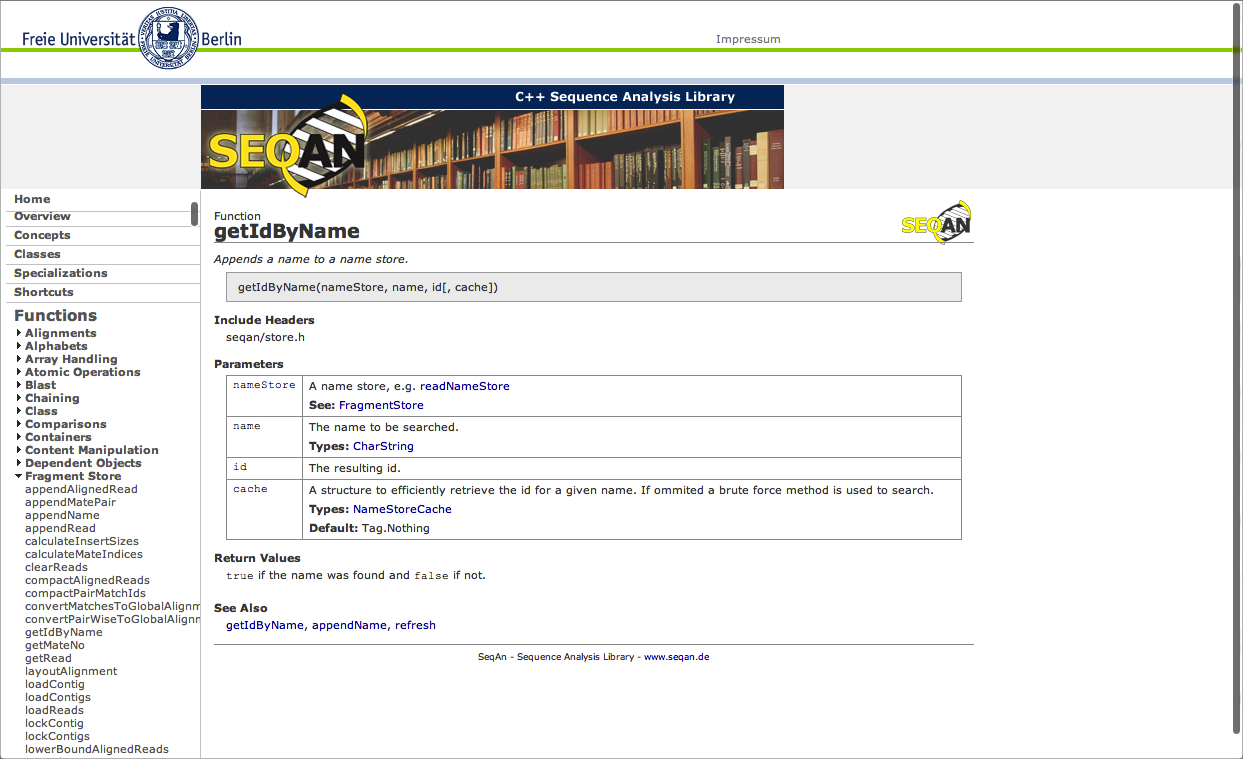 Freie Universität Berlin
Impressum
C++ Sequence Analysis Library
SEQAN
Home
Overview
Concepts
Classes
Specializations
Shortcuts
Functions
Alignments
Alphabets
Array Handling
Atomic Operations
Blast
Chaining
Class
Comparisons
Containers
Content Manipulation
Dependent Objects
Fragment Store
appendAlignedRead
appendMatePair
appendName
appendRead
calculateInsertSizes
calculateMateIndices
clearReads
compactAlignedReads
compactPairMatchIds
convertMatchesToGlobalAlignm
convertPairWiseToGlobalAlignm
getIdByName
getMateNo
getRead
layoutAlignment
loadContig
loadContigs
loadReads
lockContig
lockContigs
lowerBoundAlignedReads
Function
getIdByName
SEQAN
Appends a name to a name store.
getIdByName(nameStore, name, id[, cache])
Include Headers
seqan/store.h
Parameters
nameStore A name store, e.g. readNameStore
See: FragmentStore
name The name to be searched.
Types: CharString
id The resulting id.
cache A structure to efficiently retrieve the id for a given name. If ommited a brute force method is used to search.
Types: NameStoreCache
Default: Tag.Nothing
Return Values
true if the name was found and false if not.
See Also
getIdByName, appendName, refresh
SeqAn - Sequence Analysis Library - www.seqan.de